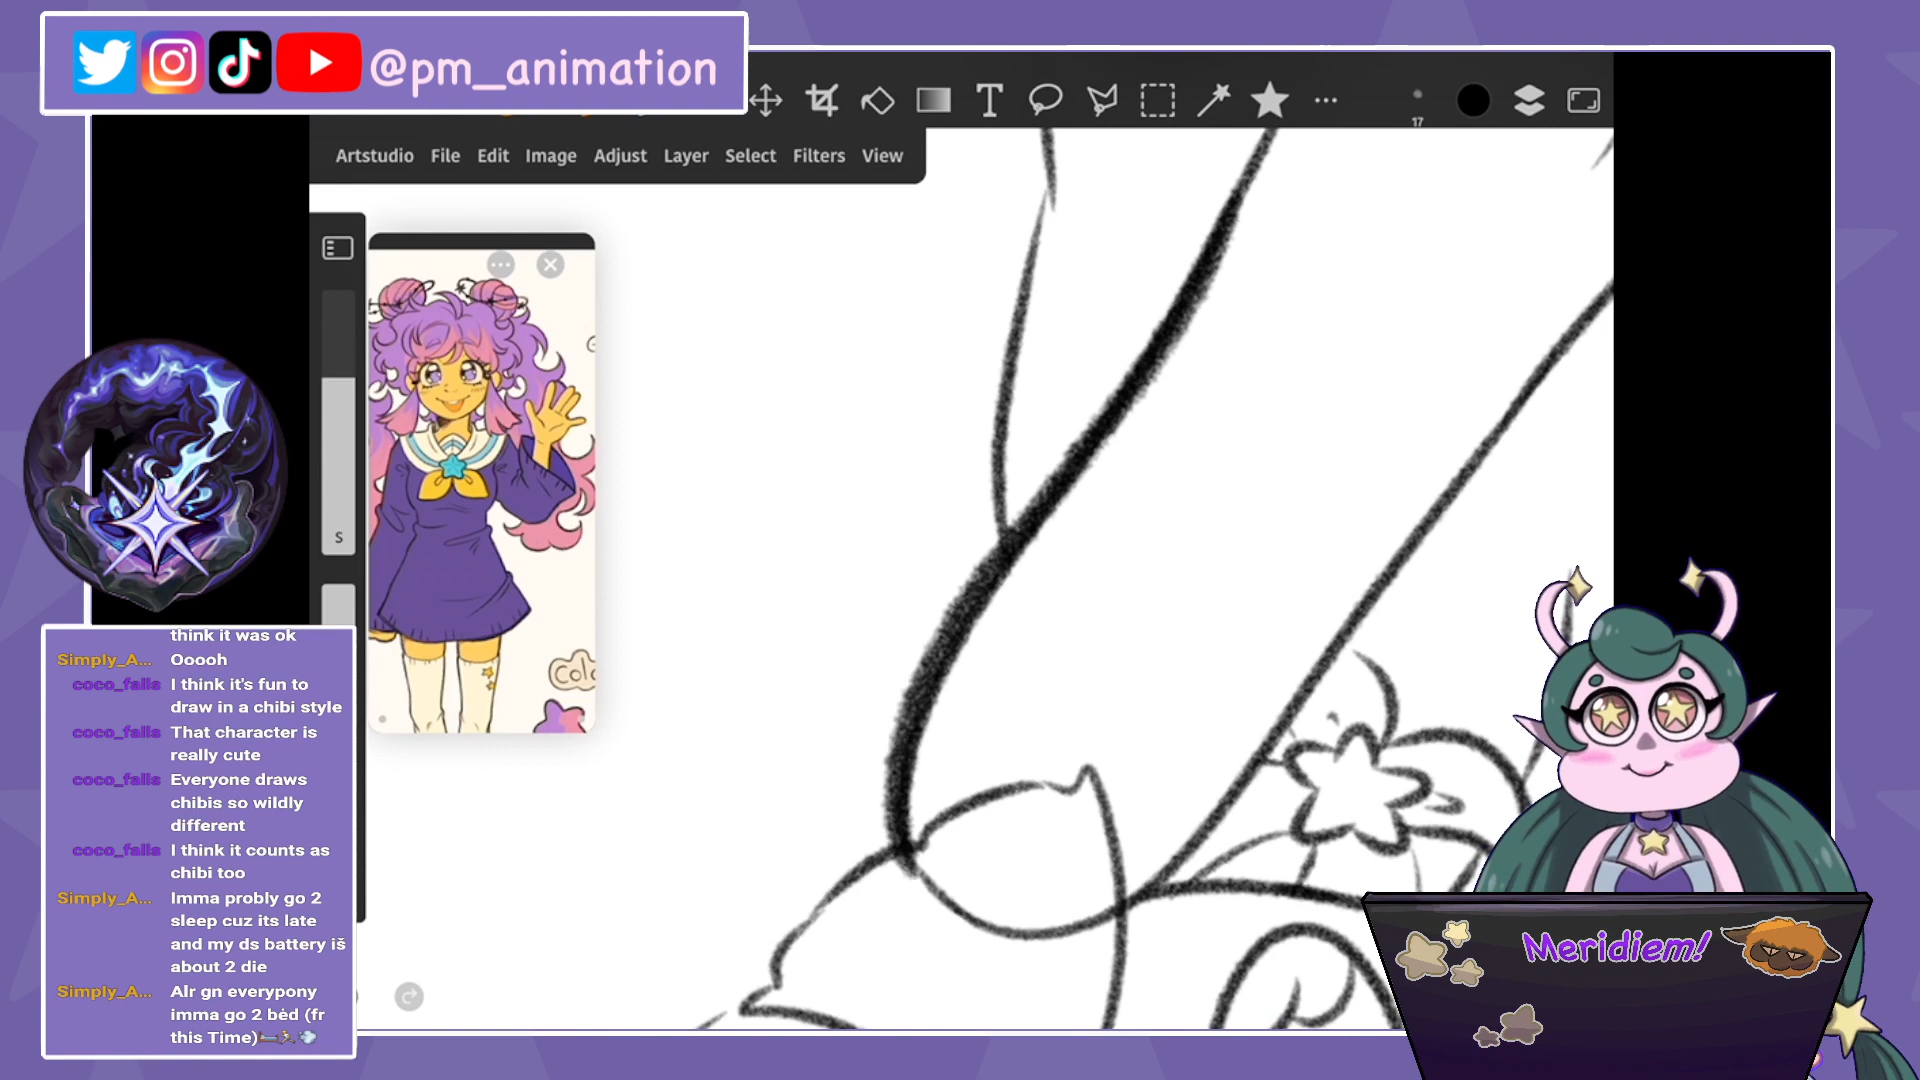 @pm_animation
T
17
Artstudio File Edit Image Adjust Layer Select Filters View
S
Colo
think it was ok
Simply_A... Ooooh
coco_falls I think it's fun to
draw in a chibi style
coco_falls That character is
really cute
coco_falls Everyone draws
chibis so wildly
different
coco_falls I think it counts as
chibi too
Simply_A... Imma probly go 2
sleep cuz its late
and my ds battery iš
about 2 die
Simply_A... Alr gn everypony
imma go 2 bėd (fr
this Time)
Meridiem!